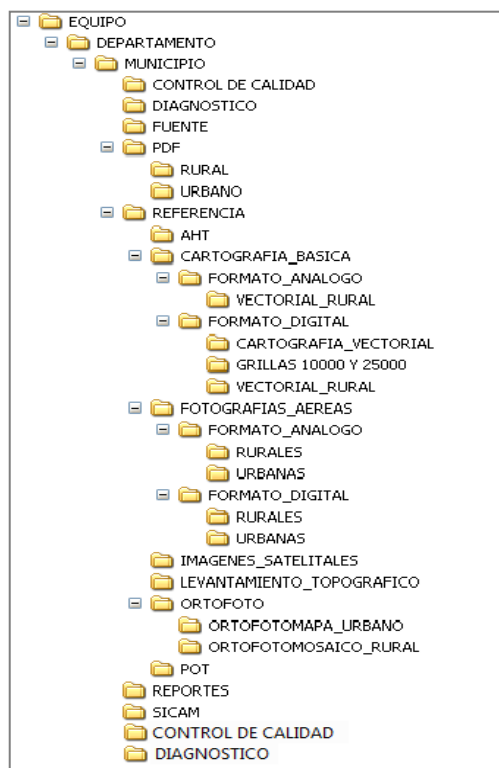 EQUIPO
DEPARTAMENTO
MUNICIPIO
CONTROL DE CALIDAD
DIAGNOSTICO
FUENTE
PDF
RURAL
URBANO
REFERENCIA
AHT
CARTOGRAFIA_BASICA
FORMATO_ANALOGO
VECTORIAL_RURAL
FORMATO_DIGITAL
CARTOGRAFIA_VECTORIAL
GRILLAS 10000 Y 25000
VECTORIAL_RURAL
FOTOGRAFIAS_AEREAS
FORMATO_ANALOGO
RURALES
URBANAS
FORMATO_DIGITAL
RURALES
URBANAS
IMAGENES_SATELITALES
LEVANTAMIENTO_TOPOGRAFICO
ORTOFOTO
ORTOFOTOMAPA_URBANO
ORTOFOTOMOSAICO_RURAL
POT
REPORTES
SICAM
CONTROL DE CALIDAD
DIAGNOSTICO